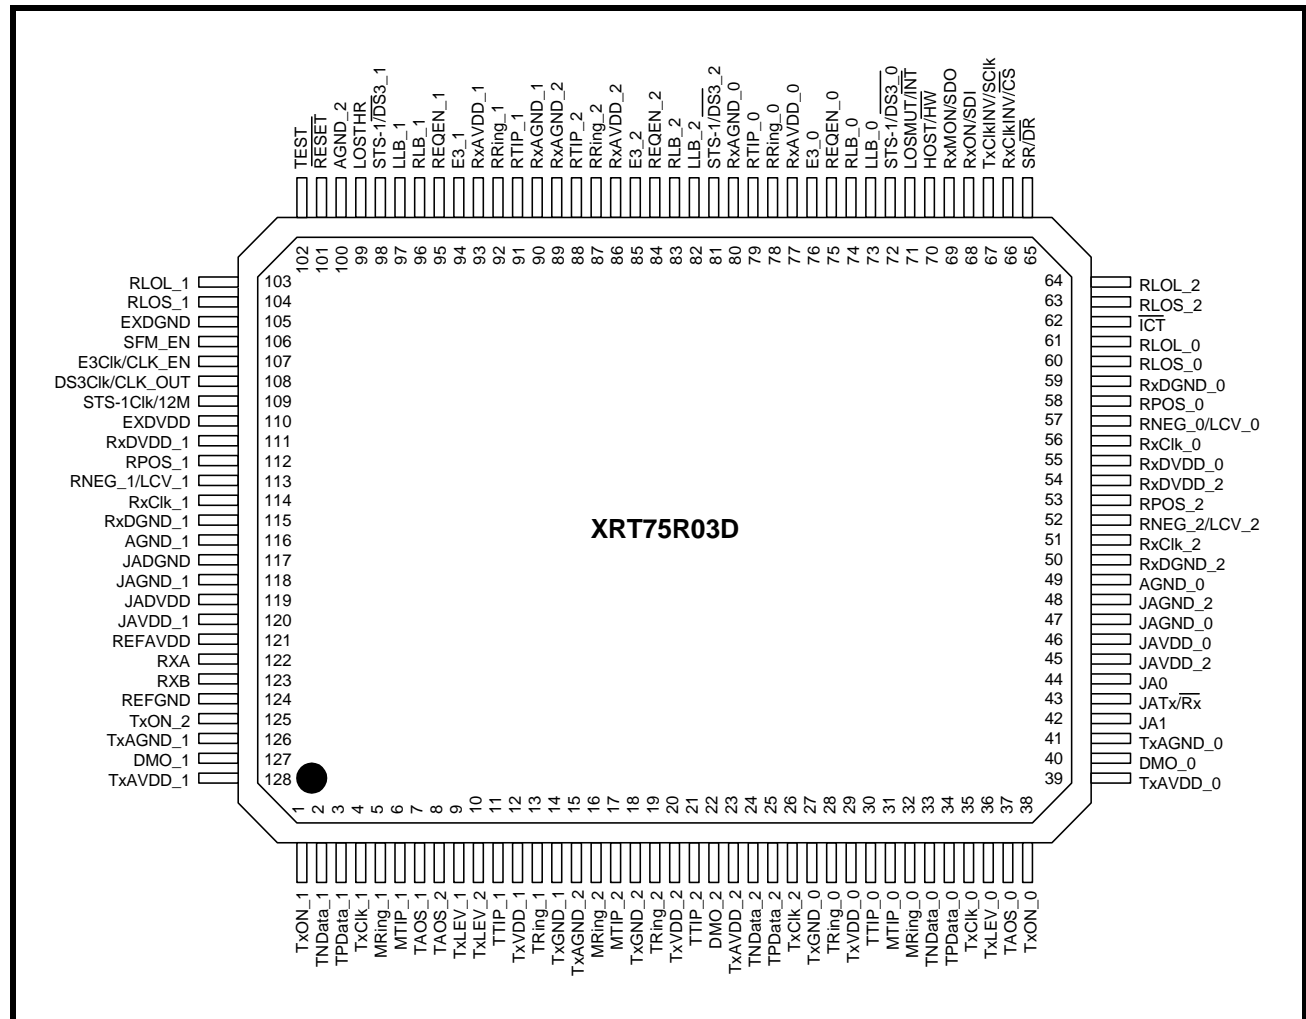 TEST
RESET
AGND_2
LOSTHR
STS-1/DS3_1
LLB_1
RLB_1
REQEN_1
E3_1
RxAVDD_1
RRing_1
RTIP_1
RxAGND_1
RxAGND_2
RTIP_2
RRing_2
RxAVDD_2
E3_2
REQEN_2
RLB_2
LLB_2
STS-1/DS3_2
RxAGND_0
RTIP_0
RRing_0
RxAVDD_0
E3_0
REQEN_0
RLB_0
LLB_0
STS-1/DS3_0
LOSMUT/INT
HOST/HW
RxMON/SDO
RxON/SDI
TxClkINV/SClk
RxClkINV/CS
SR/DR
102 101 100 99 98 97 96 95 94 93 92 91 90 89 88 87 86 85 84 83 82 81 80 79 78 77 76 75 74 73 72 71 70 69 68 67 66 65
RLOL_1 103
RLOS_1 104
EXDGND 105
SFM_EN 106
E3Clk/CLK_EN 107
DS3Clk/CLK_OUT 108
STS-1Clk/12M 109
EXDVDD 110
RxDVDD_1 111
RPOS_1 112
RNEG_1/LCV_1 113
RxClk_1 114
RxDGND_1 115
AGND_1 116
JADGND 117
JAGND_1 118
JADVDD 119
JAVDD_1 120
REFAVDD 121
RXA 122
RXB 123
REFGND 124
TxON_2 125
TxAGND_1 126
DMO_1 127
TxAVDD_1 128
XRT75R03D
64 RLOL_2
63 RLOS_2
62 ICT
61 RLOL_0
60 RLOS_0
59 RxDGND_0
58 RPOS_0
57 RNEG_0/LCV_0
56 RxClk_0
55 RxDVDD_0
54 RxDVDD_2
53 RPOS_2
52 RNEG_2/LCV_2
51 RxClk_2
50 RxDGND_2
49 AGND_0
48 JAGND_2
47 JAGND_0
46 JAVDD_0
45 JAVDD_2
44 JA0
43 JATx/Rx
42 JA1
41 TxAGND_0
40 DMO_0
39 TxAVDD_0
1 2 3 4 5 6 7 8 9 10 11 12 13 14 15 16 17 18 19 20 21 22 23 24 25 26 27 28 29 30 31 32 33 34 35 36 37 38
TxON_1
TNData_1
TPData_1
TxClk_1
MRing_1
MTIP_1
TAOS_1
TAOS_2
TxLEV_1
TxLEV_2
TTIP_1
TxVDD_1
TRing_1
TxGND_1
TxAGND_2
MRing_2
MTIP_2
TxGND_2
TRing_2
TxVDD_2
TTIP_2
DMO_2
TxAVDD_2
TNData_2
TPData_2
TxClk_2
TxGND_0
TRing_0
TxVDD_0
TTIP_0
MTIP_0
MRing_0
TNData_0
TPData_0
TxClk_0
TxLEV_0
TAOS_0
TxON_0